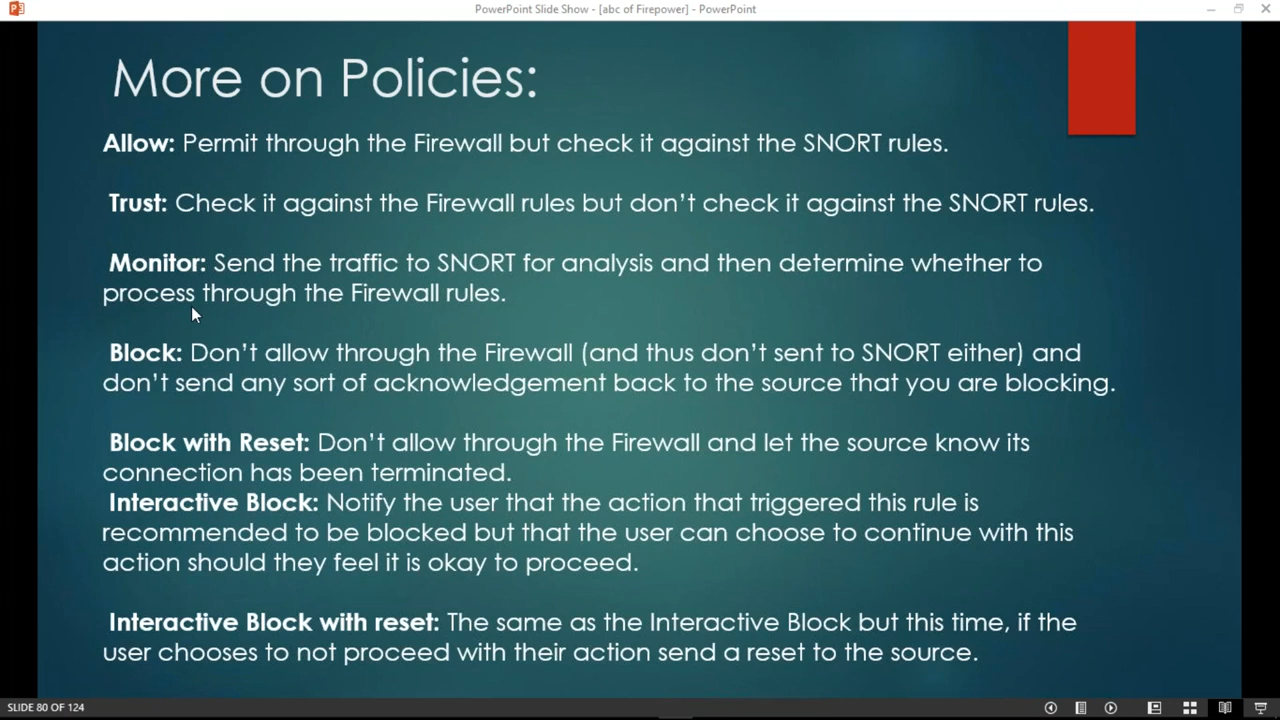 PowerPoint Slide Show - [abc of Firepower] - PowerPoint
More on Policies:
Allow: Permit through the Firewall but check it against the SNORT rules.
Trust: Check it against the Firewall rules but don't check it against the SNORT rules.
Monitor: Send the traffic to SNORT for analysis and then determine whether to
process through the Firewall rules.
Block: Don't allow through the Firewall (and thus don't sent to SNORT either) and
don't send any sort of acknowledgement back to the source that you are blocking.
Block with Reset: Don't allow through the Firewall and let the source know its
connection has been terminated.
Interactive Block: Notify the user that the action that triggered this rule is
recommended to be blocked but that the user can choose to continue with this
action should they feel it is okay to proceed.
Interactive Block with reset: The same as the Interactive Block but this time, if the
user chooses to not proceed with their action send a reset to the source.
SLIDE 80 OF 124